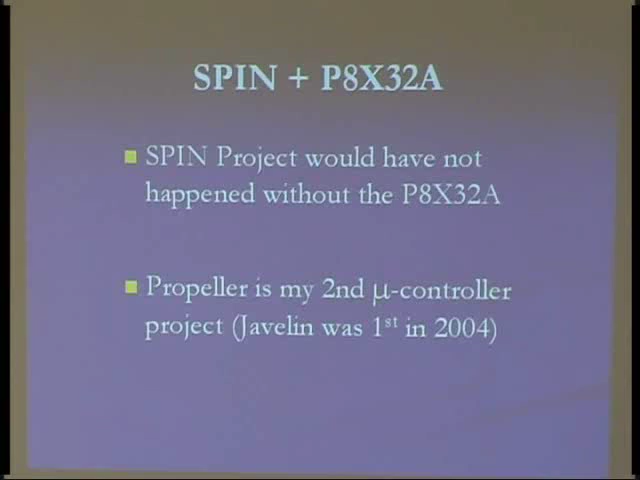 SPIN + P8X32A
SPIN Project would have not
happened without the P8X32A
Propeller is my 2nd μ-controller
project (Javelin was 1st in 2004)